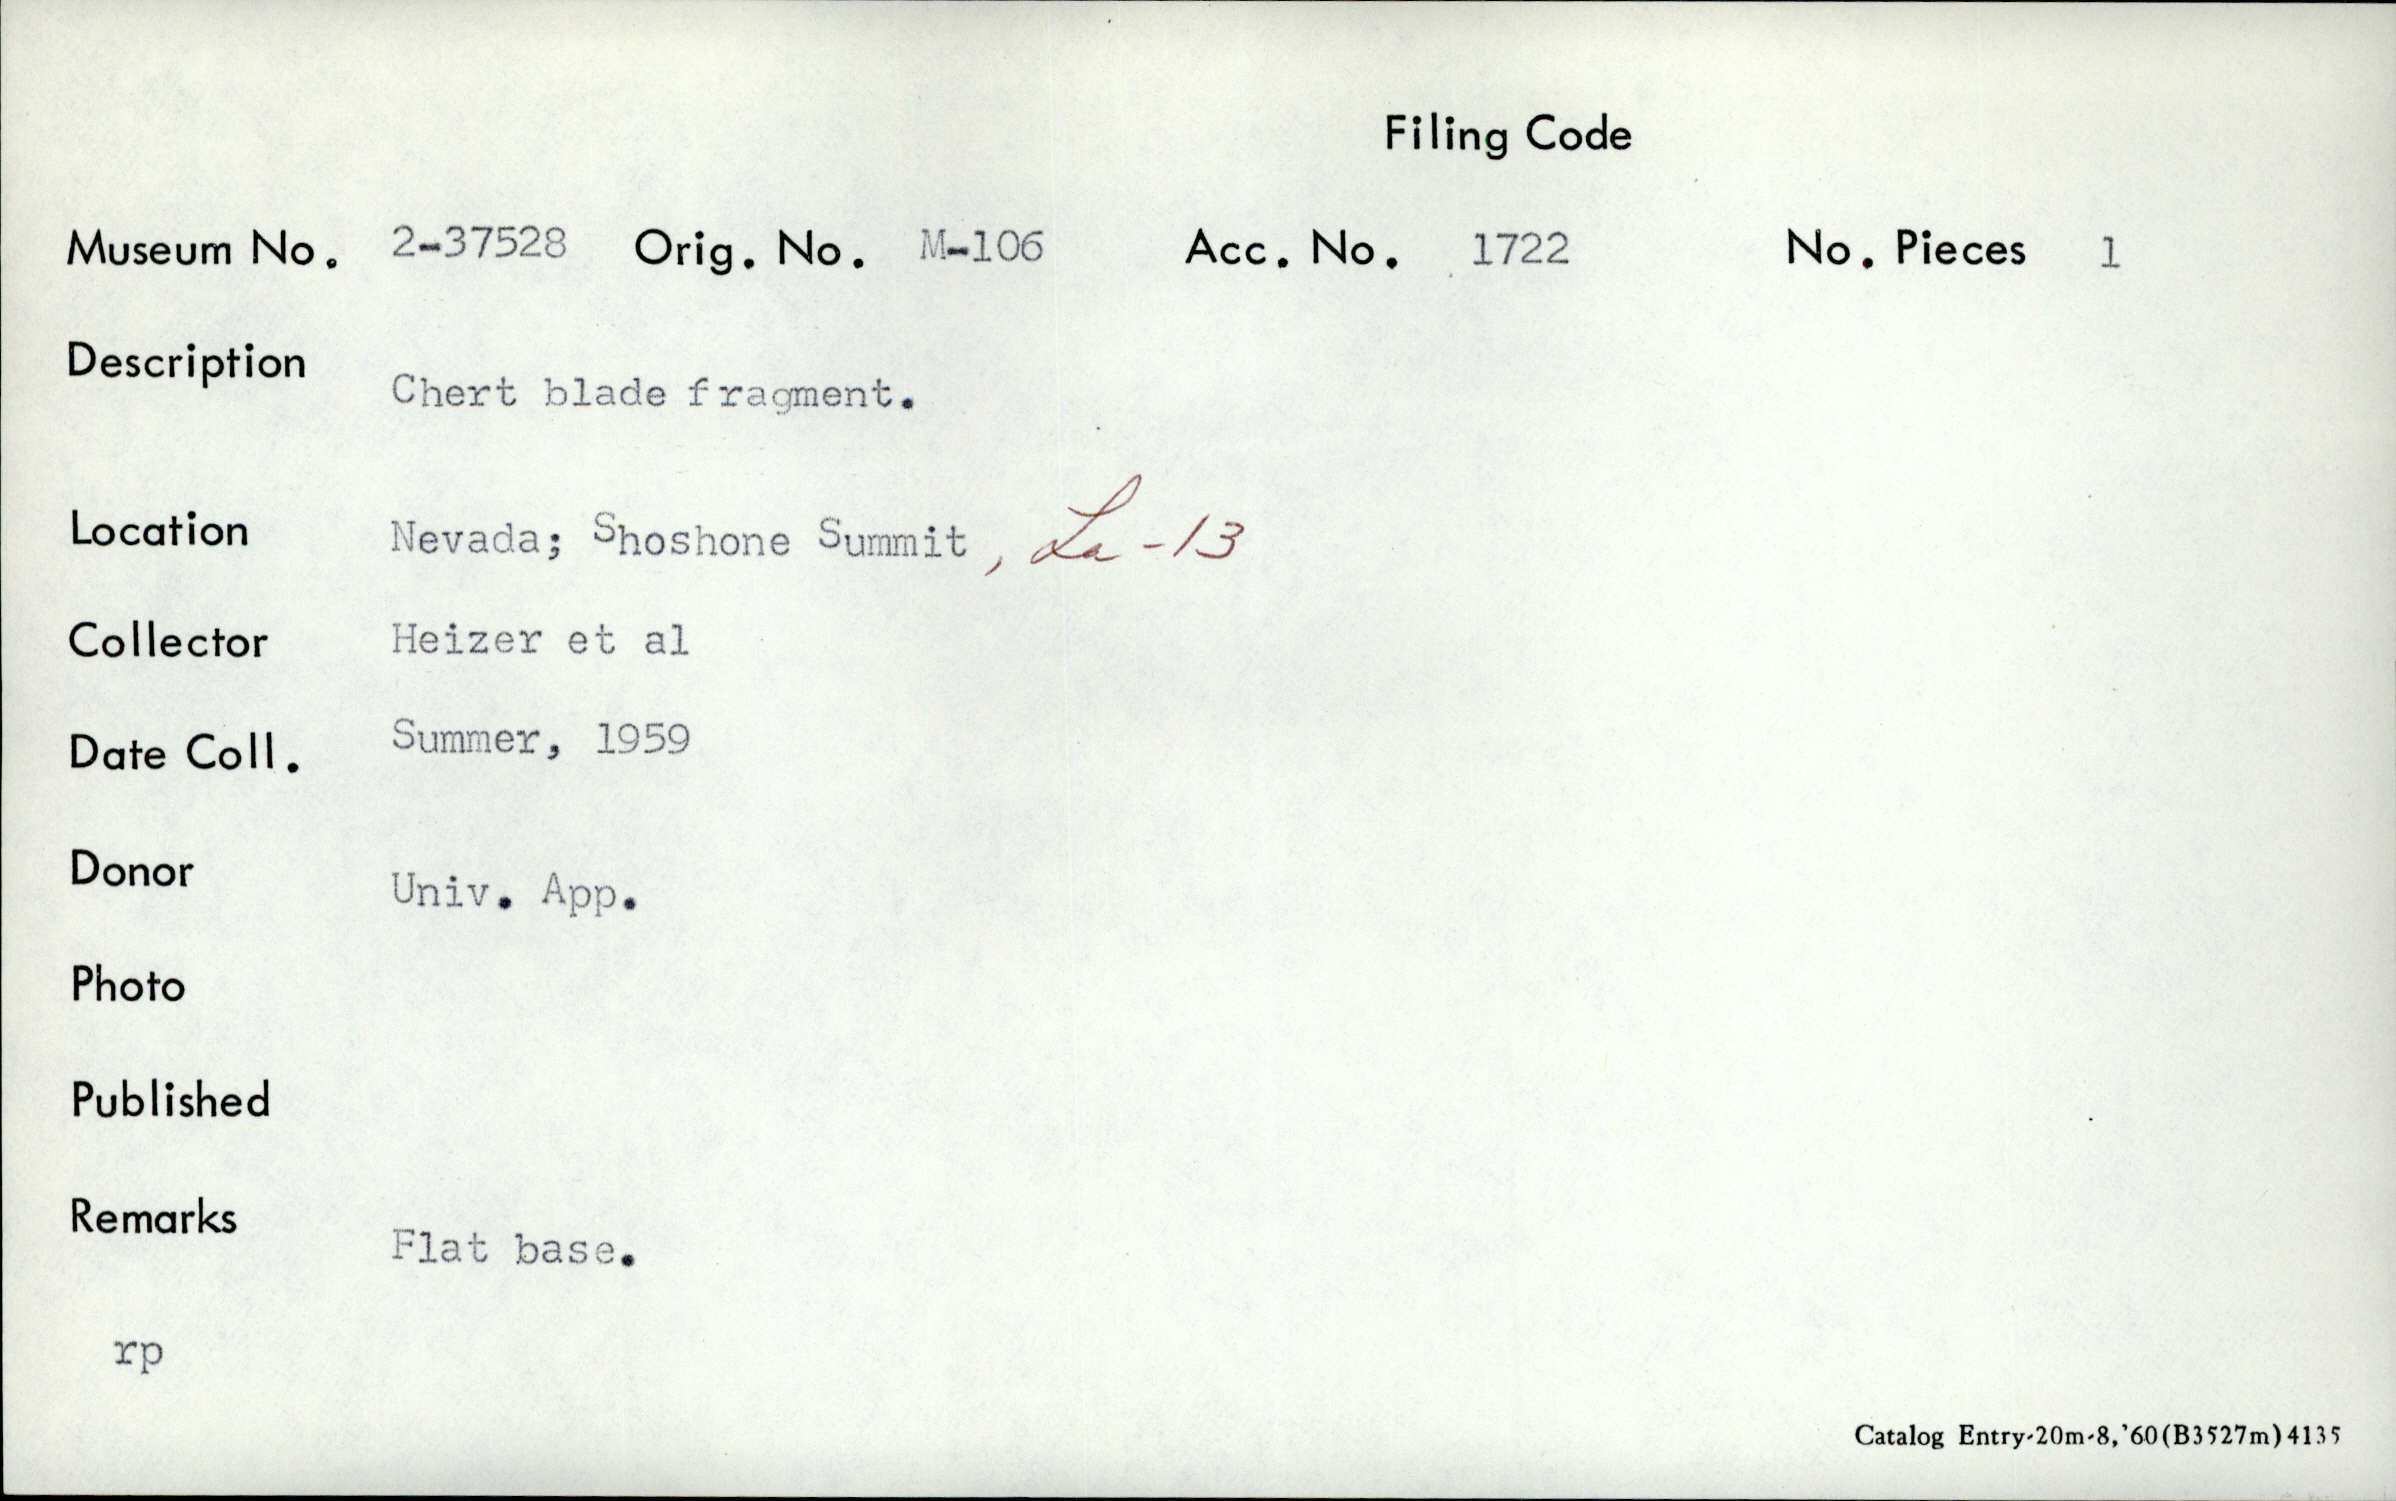 Filing Code
Museum No. 2-37528 Orig. No. M-106 Acc. No. 1722 No. Pieces 1
Description Chert blade fragment.
Location Nevada; Shoshone Summit, La-13
Collector Heizer et al
Date Coll. Summer, 1959
Donor Univ. App.
Photo
Published
Remarks Flat base.
rp
Catalog Entry-20m-8,'60(B3527m)4135